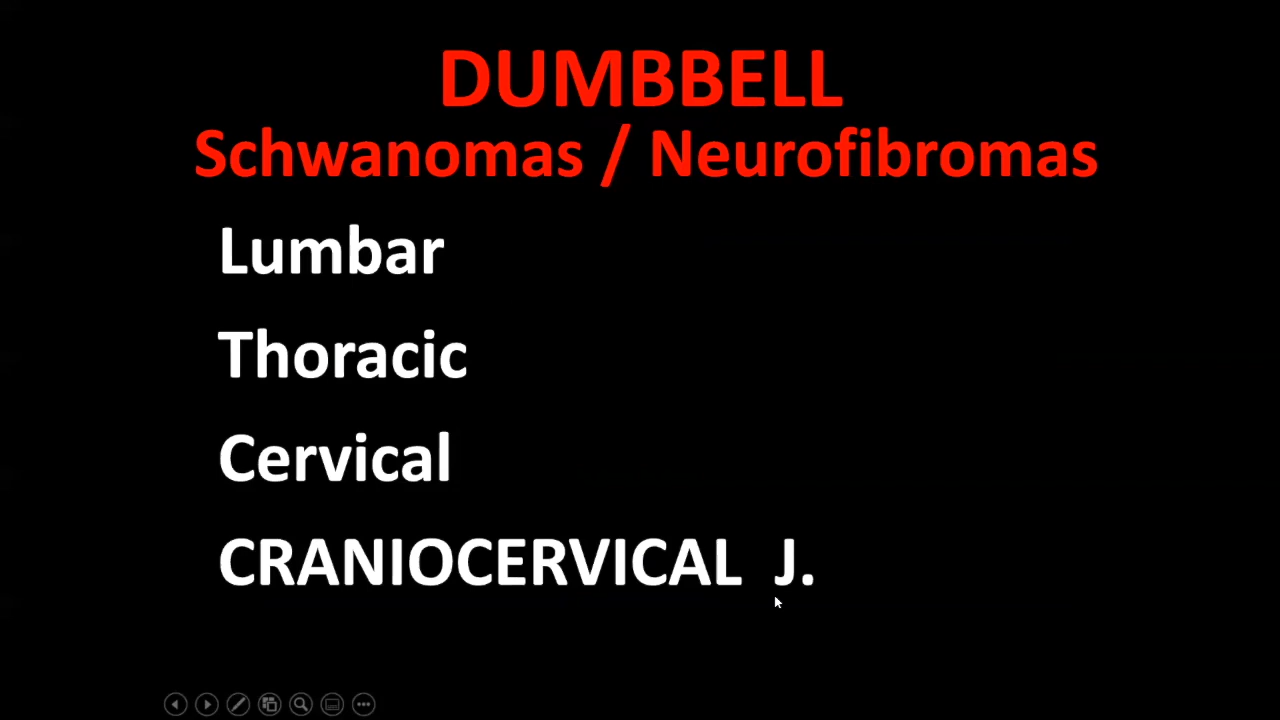 DUMBBELL
Schwanomas / Neurofibromas
Lumbar
Thoracic
Cervical
CRANIOCERVICAL J.